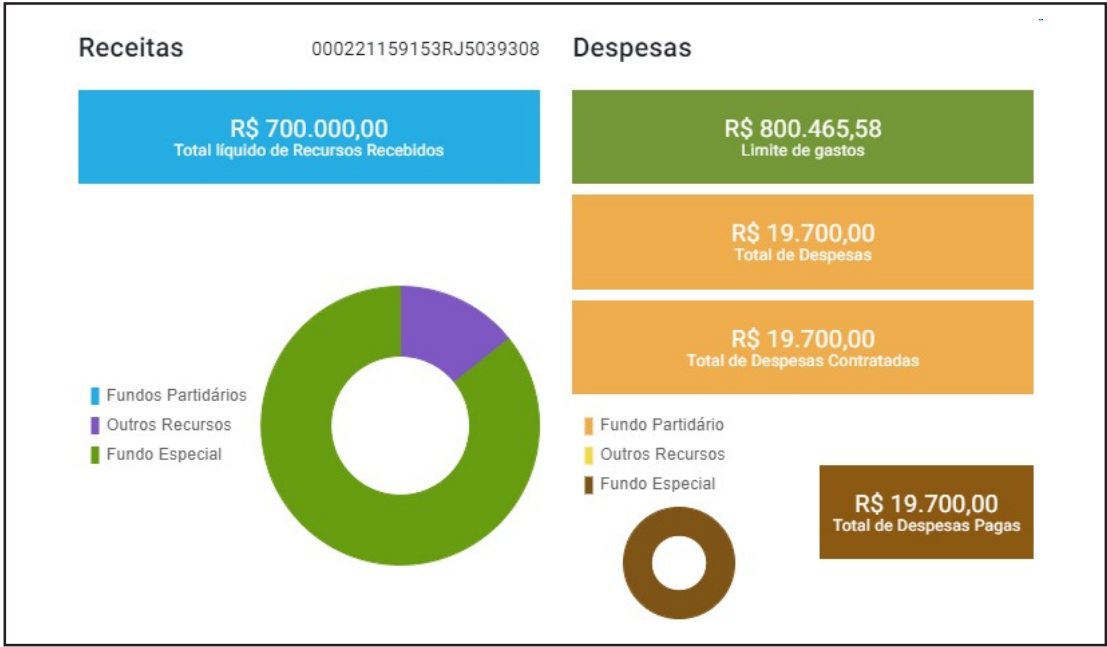 Receitas
000221159153RJ5039308
R$ 700.000,00
Total líquido de Recursos Recebidos
Fundos Partidários
Outros Recursos
Fundo Especial
Despesas
R$ 800.465,58
Limite de gastos
R$ 19.700,00
Total de Despesas
R$ 19.700,00
Total de Despesas Contratadas
Fundo Partidário
Outros Recursos
Fundo Especial
R$ 19.700,00
Total de Despesas Pagas